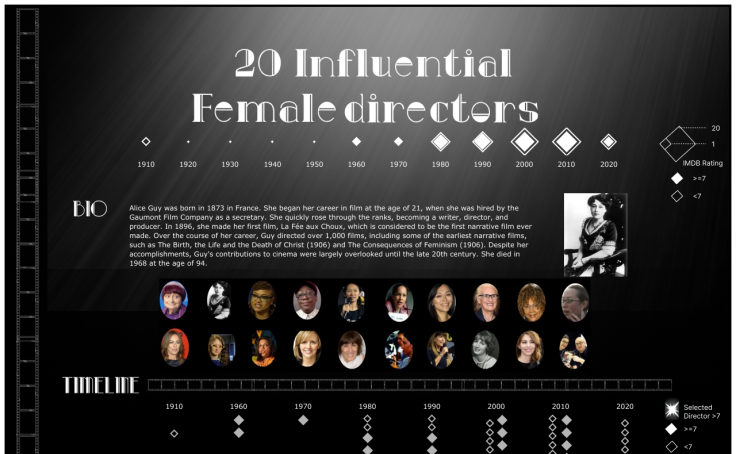 20 Influential
Female directors
20
1
IMDB Rating
>=7
<7
1910 1920 1930 1940 1950 1960 1970 1980 1990 2000 2010 2020
BIO
Alice Guy was born in 1873 in France. She began her career in film at the age of 21, when she was hired by the
Gaumont Film Company as a secretary. She quickly rose through the ranks, becoming a writer, director, and
producer. In 1896, she made her first film, La Fée aux Choux, which is considered to be the first narrative film ever
made. Over the course of her career, Guy directed over 1,000 films, including some of the earliest narrative films,
such as The Birth, the Life and the Death of Christ (1906) and The Consequences of Feminism (1906). Despite her
accomplishments, Guy's contributions to cinema were largely overlooked until the late 20th century. She died in
1968 at the age of 94.
TIMELINE
1910 1960 1970 1980 1990 2000 2010 2020
Selected
Director >7
>=7
<7